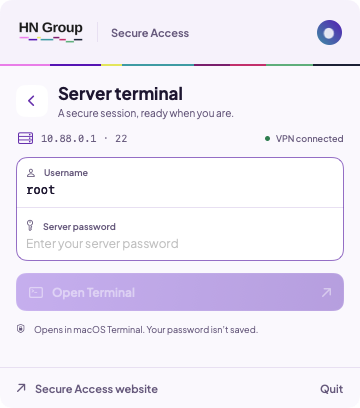 HN Group
Secure Access
Server terminal
A secure session, ready when you are.
10.88.0.1 · 22
VPN connected
Username
root
Server password
Enter your server password
Open Terminal
Opens in macOS Terminal. Your password isn't saved.
Secure Access website
Quit